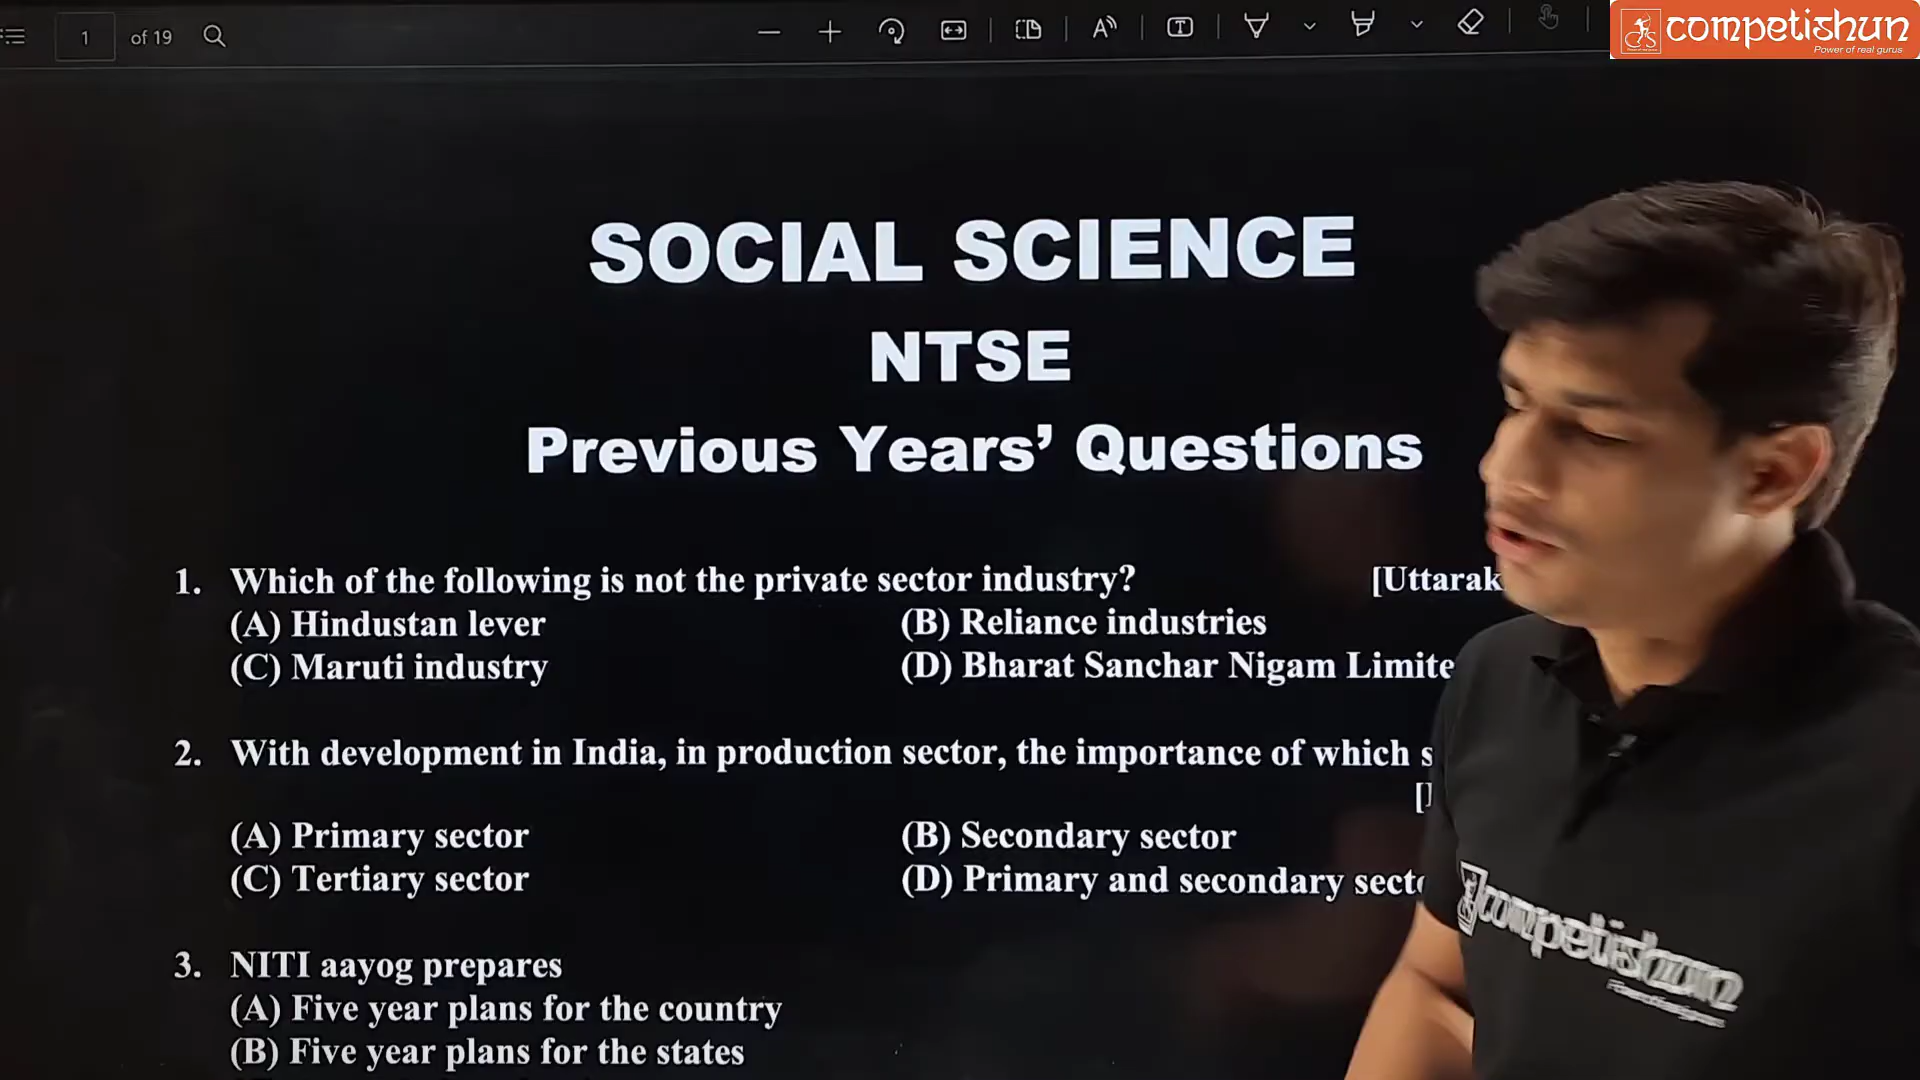 1 of 19
competishun
Power of real gurus
SOCIAL SCIENCE
NTSE
Previous Years’ Questions
1. Which of the following is not the private sector industry? [Uttarak
(A) Hindustan lever (B) Reliance industries
(C) Maruti industry (D) Bharat Sanchar Nigam Limite
2. With development in India, in production sector, the importance of which s
(A) Primary sector (B) Secondary sector
(C) Tertiary sector (D) Primary and secondary sect
3. NITI aayog prepares
(A) Five year plans for the country
(B) Five year plans for the states
competishun